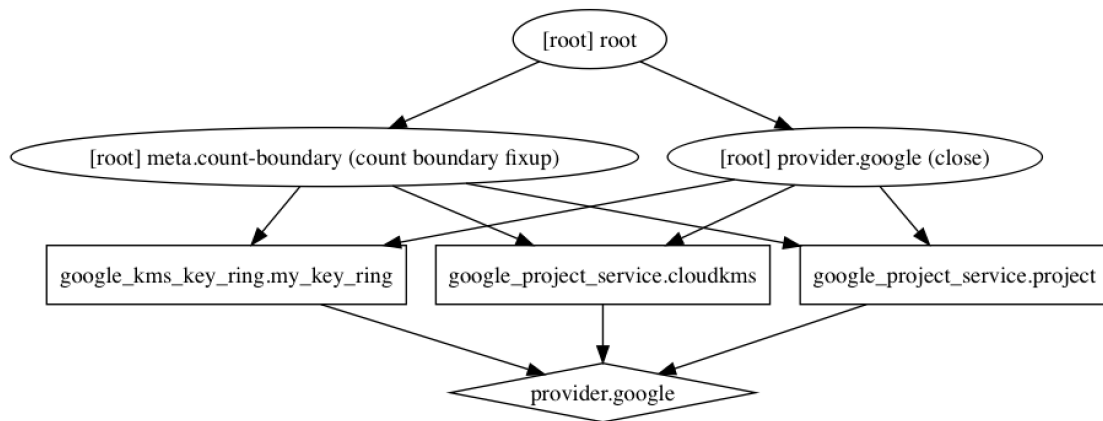 [root] root
[root] meta.count-boundary (count boundary fixup)
[root] provider.google (close)
google_kms_key_ring.my_key_ring
google_project_service.cloudkms
google_project_service.project
provider.google